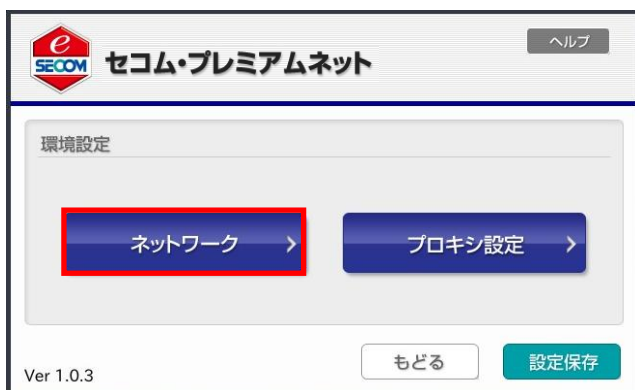 e
SECOM
セコム・プレミアムネット
ヘルプ
環境設定
ネットワーク
プロキシ設定
もどる
設定保存
Ver 1.0.3